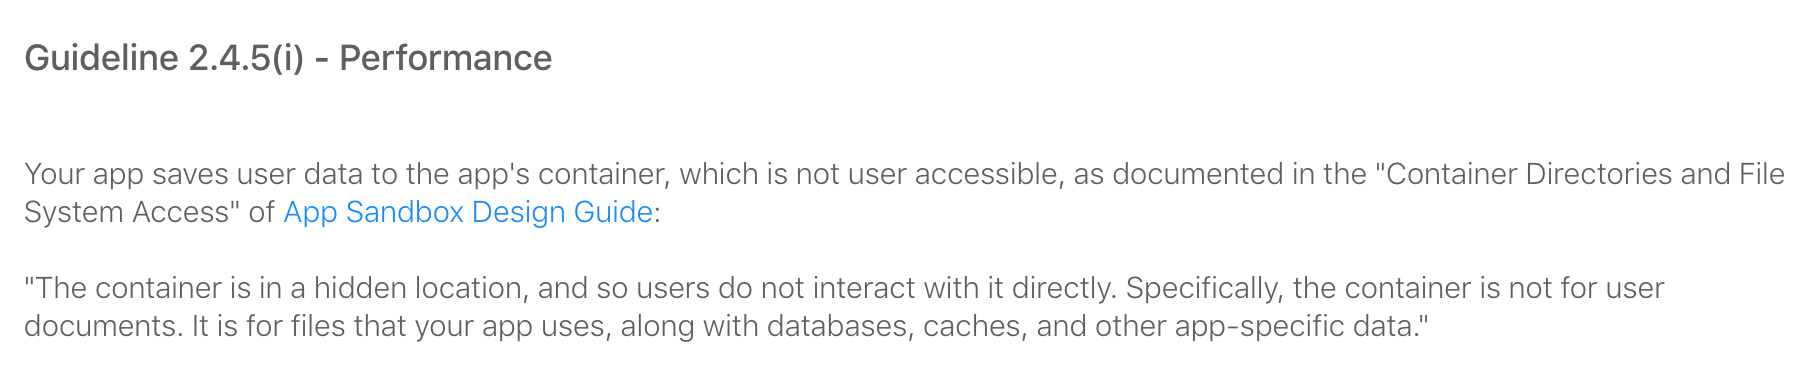 Guideline 2.4.5(i) - Performance
Your app saves user data to the app's container, which is not user accessible, as documented in the "Container Directories and File
System Access" of App Sandbox Design Guide:
"The container is in a hidden location, and so users do not interact with it directly. Specifically, the container is not for user
documents. It is for files that your app uses, along with databases, caches, and other app-specific data."